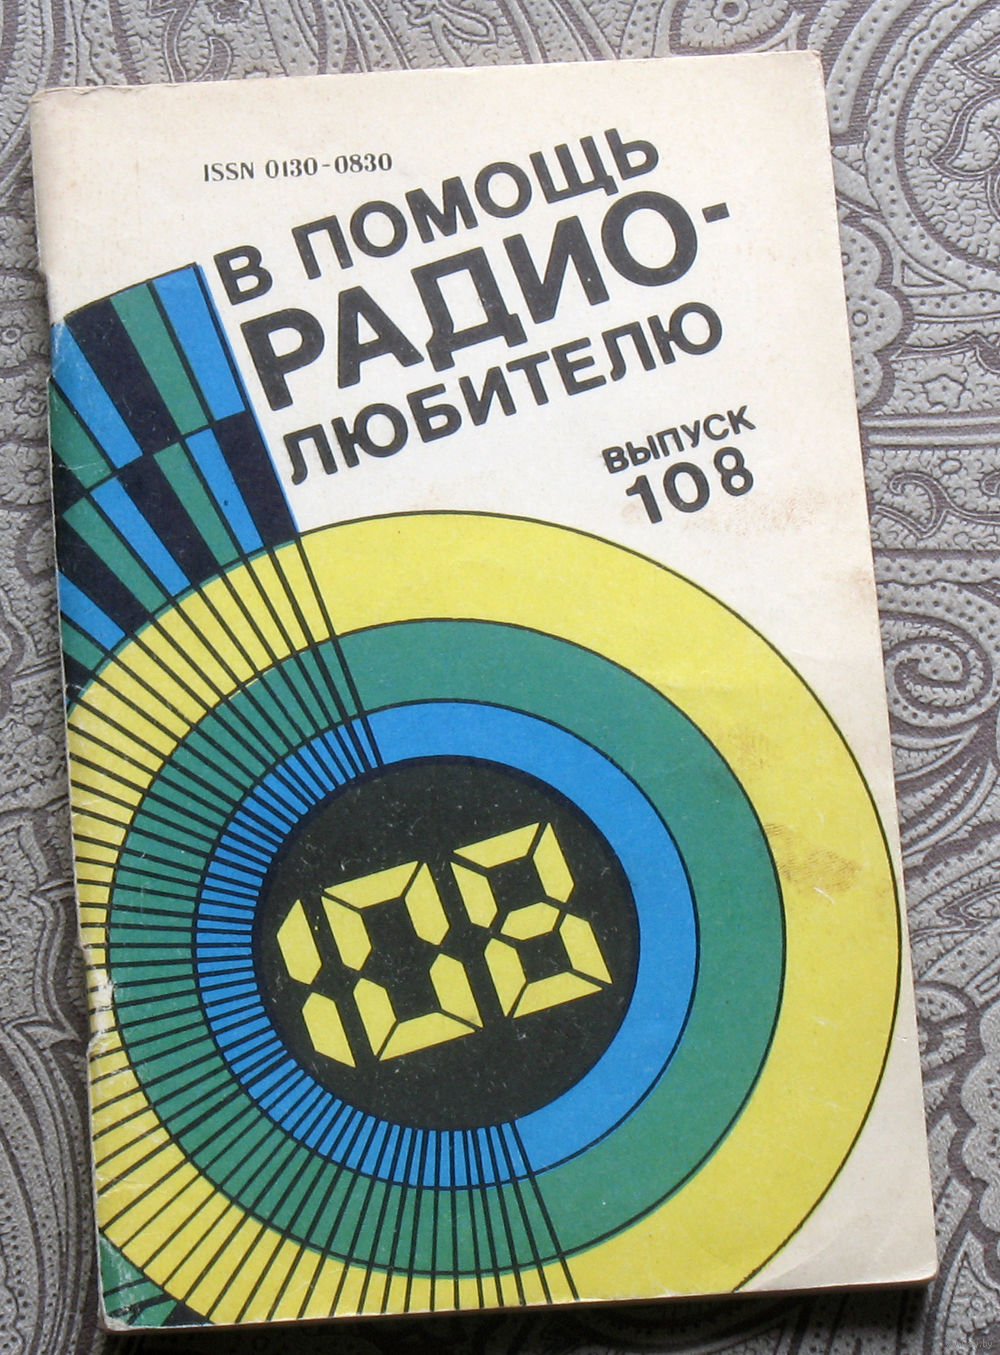 ISSN 0130-0830
В ПОМОЩЬ
РАДИО-
ЛЮБИТЕЛЮ
ВЫПУСК
108
108